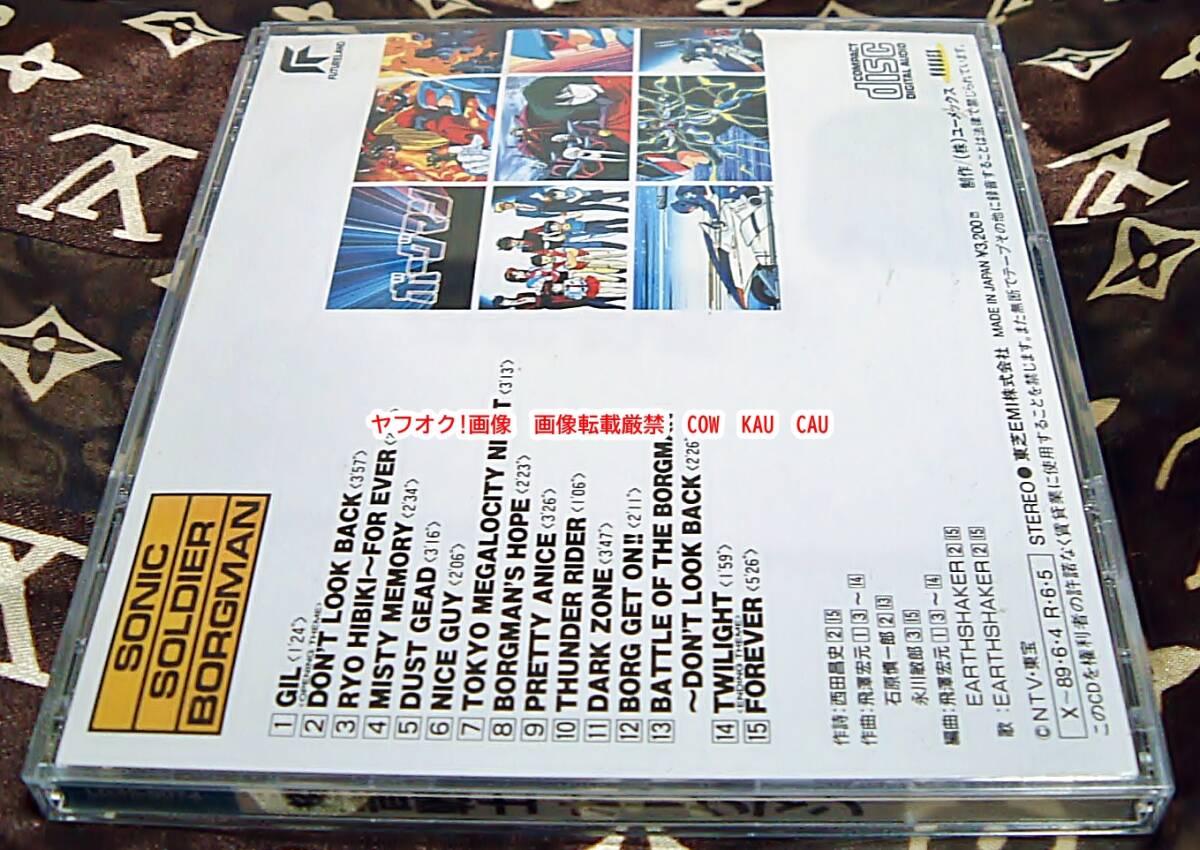 SONIC
SOLDIER
BORGMAN
1 GIL〈1'24"〉
(OPENING THEME)
2 DON'T LOOK BACK〈3'57"〉
3 RYO HIBIKI〜FOR EVER
4 MISTY MEMORY〈2'34"〉
5 DUST GEAD〈3'16"〉
6 NICE GUY〈2'06"〉
7 TOKYO MEGALOCITY 〈3'13"〉
8 BORGMAN'S HOPE〈2'23"〉
9 PRETTY ANICE〈3'26"〉
10 THUNDER RIDER〈1'06"〉
11 DARK ZONE〈3'47"〉
12 BORG GET ON!!〈2'11"〉
13 BATTLE OF THE
〜DON'T LOOK BACK〈2'26"
14 TWILIGHT〈1'59"〉
(ENDING THEME)
15 FOREVER〈5'26"〉
作詩:西田昌史 2 15
作曲:飛澤宏元 1 3〜14
石原慎一郎 2 13
永川敏郎 3 15
編曲:飛澤宏元 1 3〜14
EARTHSHAKER 2 15
歌:EARTHSHAKER 2 15
©NTV・東宝
X〜89・6・4 R・6・5 STEREO ● 東芝EMI株式会社 MADE IN JAPAN ¥3,200 制作/(株)ユーメックス
このCDを権利者の許諾なく賃貸業に使用することを禁じます。また無断でテープその他に録音することは法律で禁じられています。
FUTURELAND
ボーグマン
COMPACT
disc
DIGITAL AUDIO
ヤフオク!画像 画像転載厳禁 COW KAU CAU